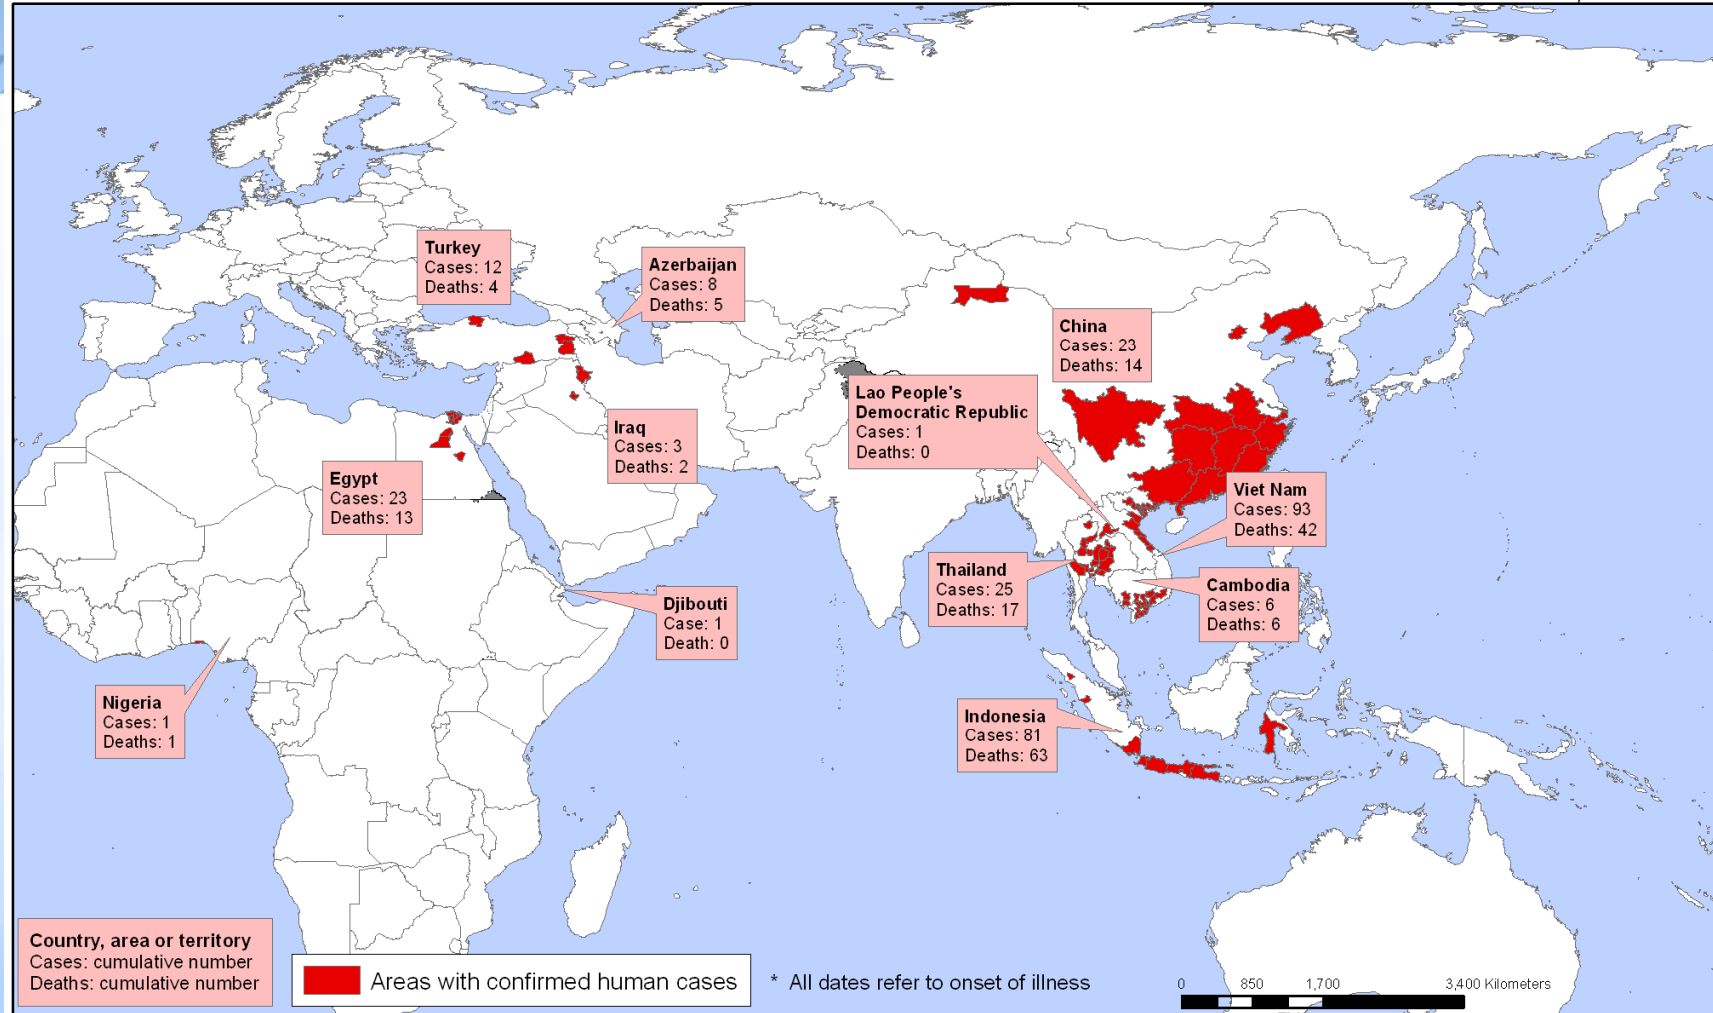 Turkey
Cases: 12
Deaths: 4
Azerbaijan
Cases: 8
Deaths: 5
China
Cases: 23
Deaths: 14
Lao People's
Democratic Republic
Cases: 1
Deaths: 0
Iraq
Cases: 3
Deaths: 2
Egypt
Cases: 23
Deaths: 13
Viet Nam
Cases: 93
Deaths: 42
Thailand
Cases: 25
Deaths: 17
Cambodia
Cases: 6
Deaths: 6
Djibouti
Case: 1
Death: 0
Nigeria
Cases: 1
Deaths: 1
Indonesia
Cases: 81
Deaths: 63
Country, area or territory
Cases: cumulative number
Deaths: cumulative number
Areas with confirmed human cases
* All dates refer to onset of illness
0 850 1,700 3,400 Kilometers